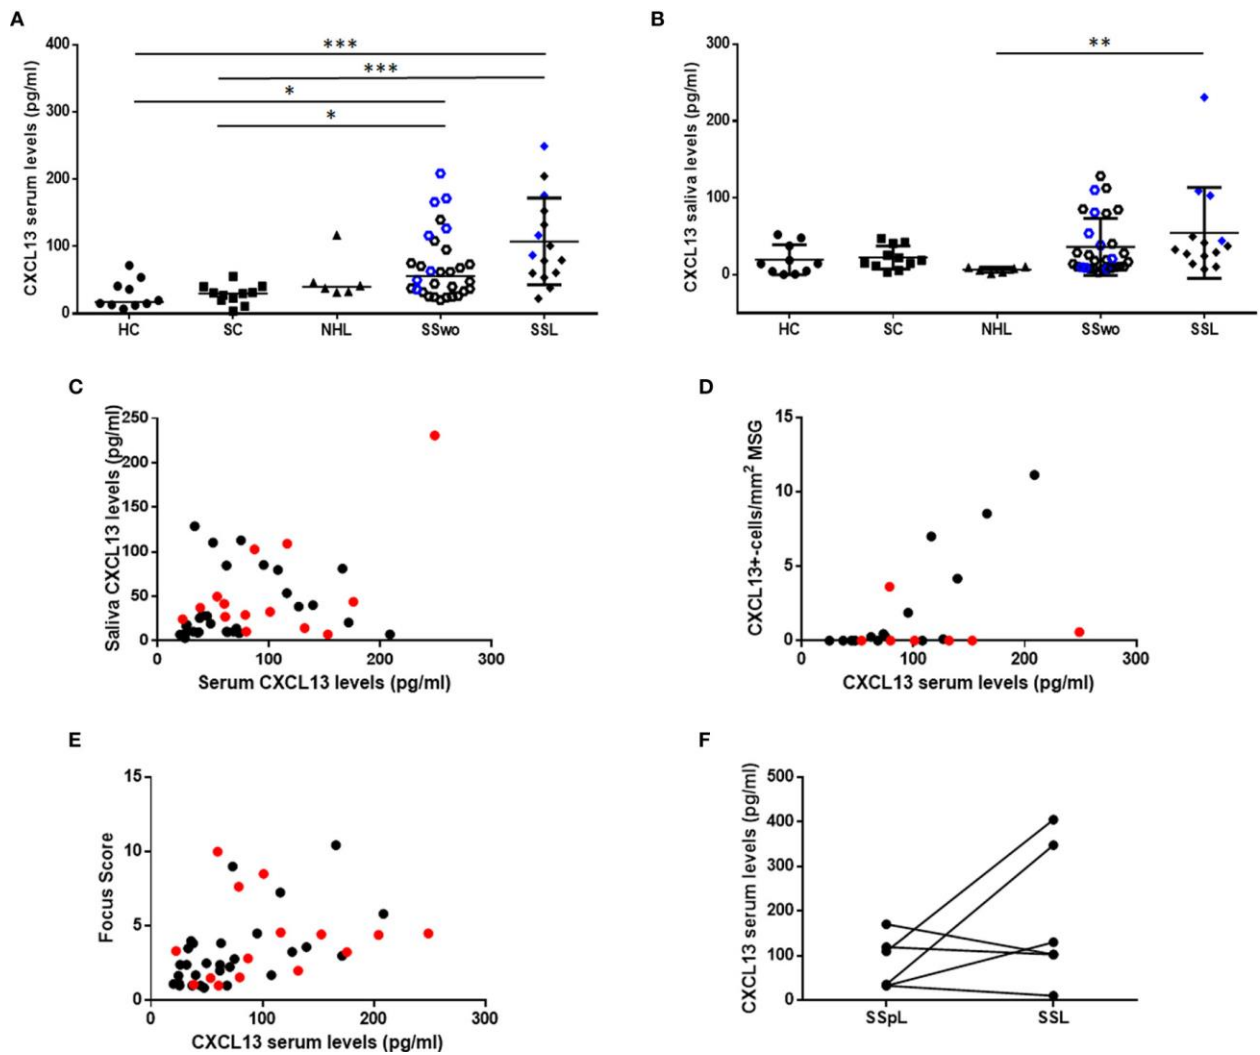 A
CXCL13 serum levels (pg/ml)
400
300
200
100
0
***
***
*
*
HC SC NHL SSwo SSL
B
CXCL13 saliva levels (pg/ml)
300
200
100
0
**
HC SC NHL SSwo SSL
C
Saliva CXCL13 levels (pg/ml)
250
200
150
100
50
0
0 100 200 300
Serum CXCL13 levels (pg/ml)
D
CXCL13+-cells/mm² MSG
15
10
5
0
0 100 200 300
CXCL13 serum levels (pg/ml)
E
Focus Score
15
10
5
0
0 100 200 300
CXCL13 serum levels (pg/ml)
F
CXCL13 serum levels (pg/ml)
500
400
300
200
100
0
SSpL SSL